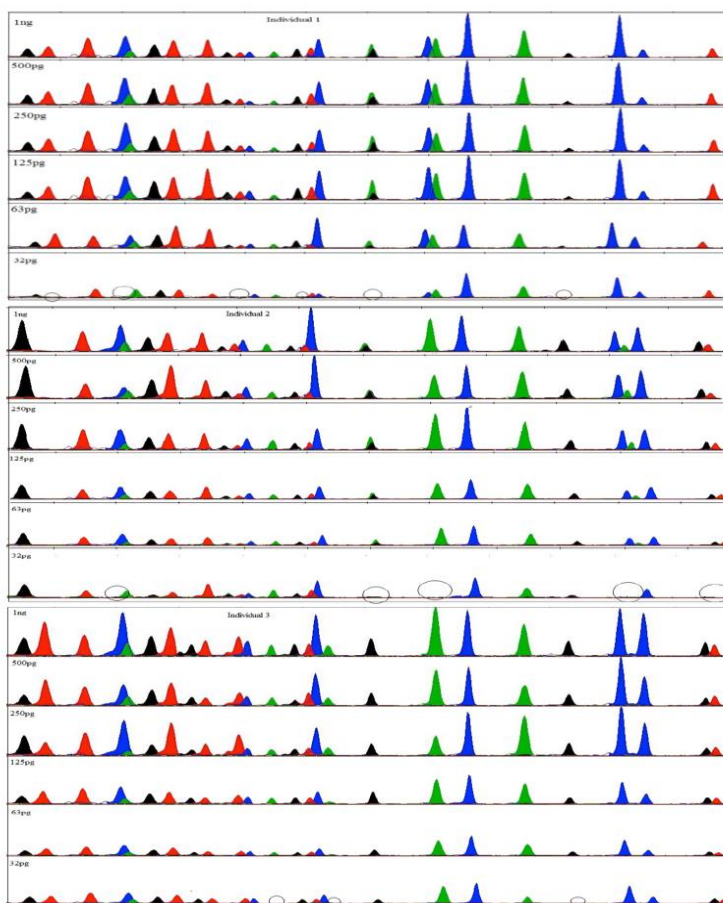 1ng Individual 1
500pg
250pg
125pg
63pg
32pg
1ng Individual 2
500pg
250pg
125pg
63pg
32pg
1ng Individual 3
500pg
250pg
125pg
63pg
32pg